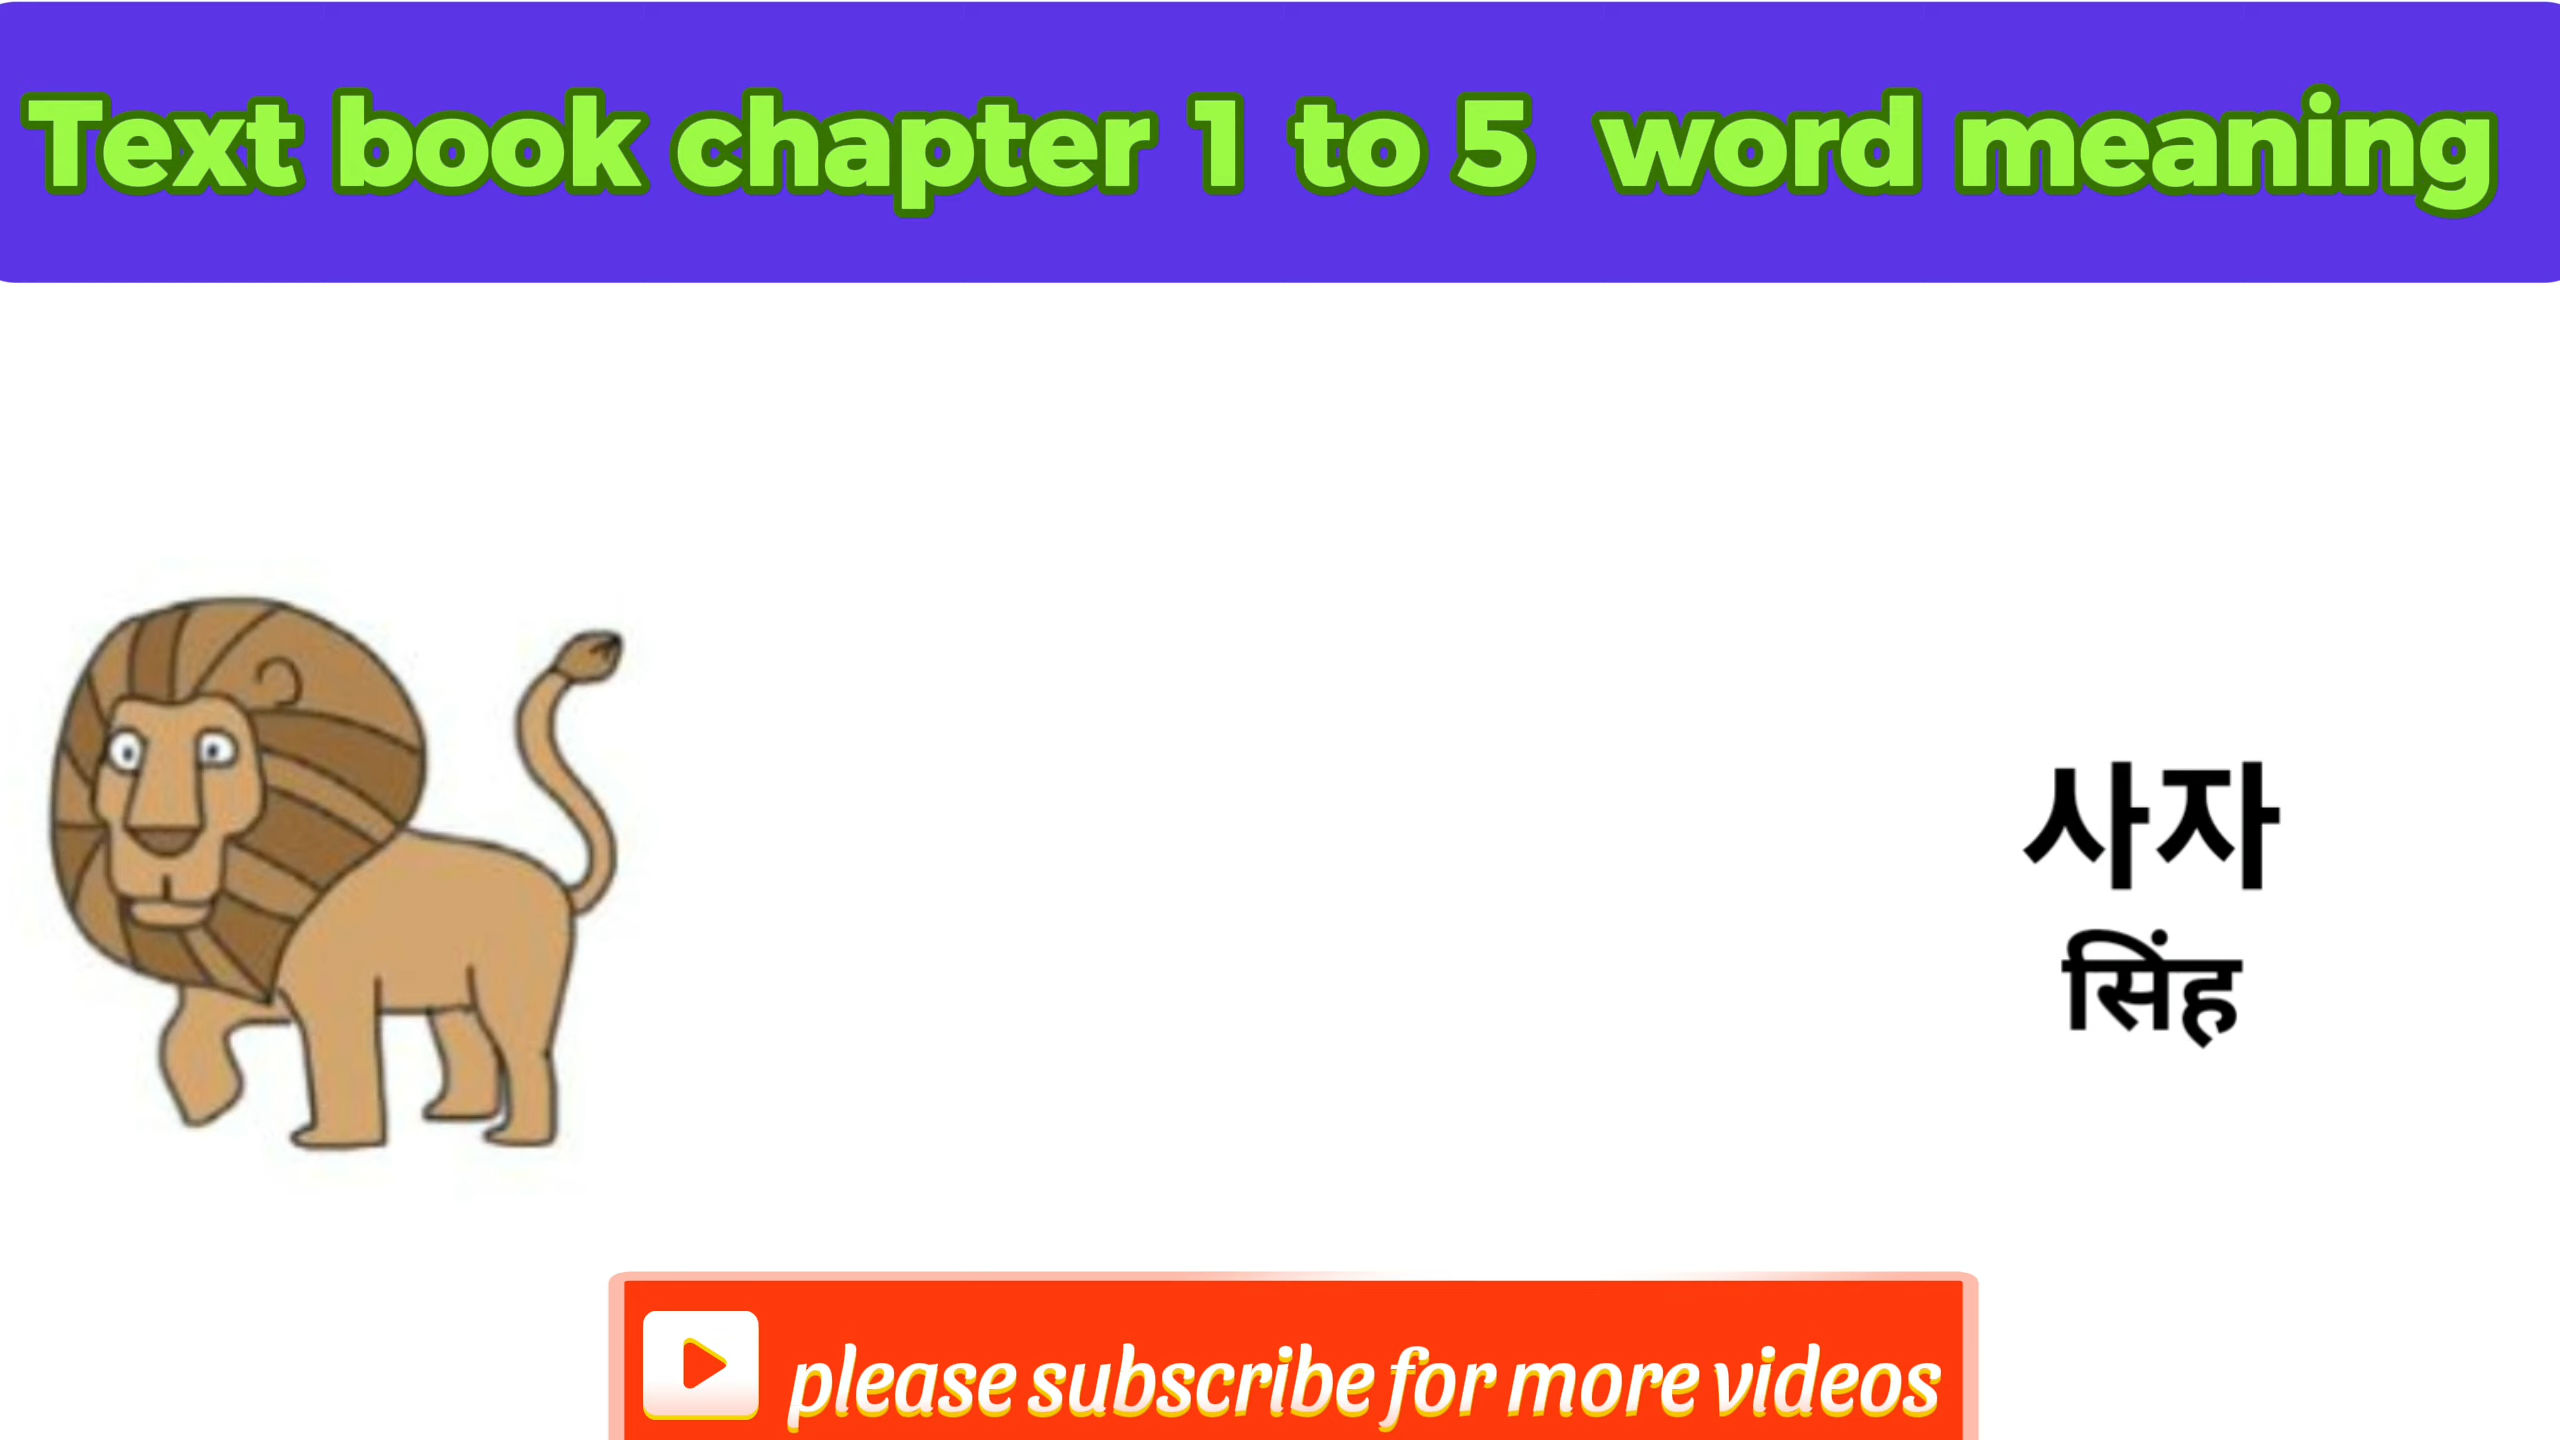 Text book chapter 1 to 5 word meaning
사자
सिंह
please subscribe for more videos